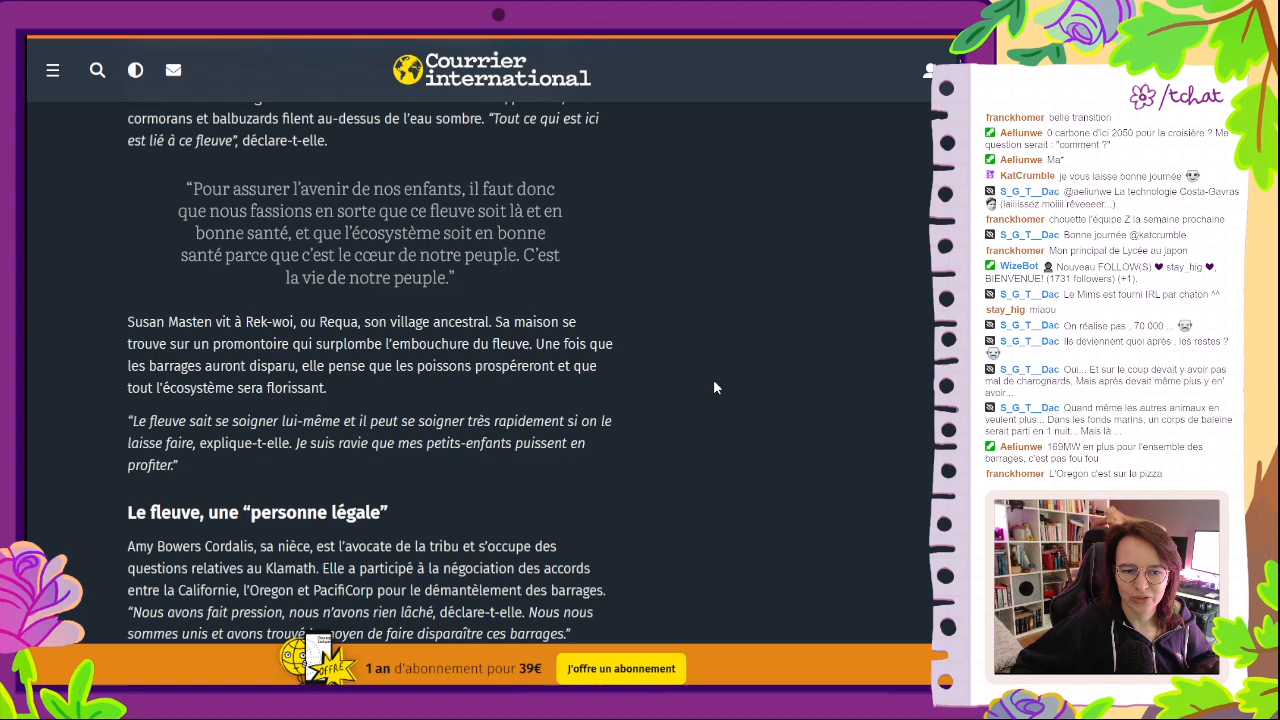 Courrier
international
cormorans et balbuzards filent au-dessus de l'eau sombre. “Tout ce qui est ici
est lié à ce fleuve”, déclare-t-elle.
“Pour assurer l'avenir de nos enfants, il faut donc
que nous fassions en sorte que ce fleuve soit là et en
bonne santé, et que l'écosystème soit en bonne
santé parce que c'est le cœur de notre peuple. C'est
la vie de notre peuple.”
Susan Masten vit à Rek-woi, ou Requa, son village ancestral. Sa maison se
trouve sur un promontoire qui surplombe l'embouchure du fleuve. Une fois que
les barrages auront disparu, elle pense que les poissons prospéreront et que
tout l'écosystème sera florissant.
“Le fleuve sait se soigner lui-même. Et il peut se soigner très rapidement si on le
laisse faire, explique-t-elle. Je suis ravie que mes petits-enfants puissent en
profiter.”
Le fleuve, une “personne légale”
Amy Bowers Cordalis, sa nièce, est l'avocate de la tribu et s'occupe des
questions relatives au Klamath. Elle a participé à la négociation des accords
entre la Californie, l'Oregon et PacifiCorp pour le démantèlement des barrages.
“Nous avons fait pression, nous n'avons rien lâché, déclare-t-elle. Nous nous
sommes unis et avons trouvé moyen de faire disparaître ces barrages.”
OFFRE
1 an d'abonnement pour 39€
J'offre un abonnement
/tchat
franckhomer belle transition
Aeliunwe 0 carbone d'ici 2050 pour la croisière ? Me
question serait : "comment ?"
Aeliunwe Ma*
KatCrumble je vous laisse bonne journée
S_G_T__Dac @aeliunwe La technologie Costa-Gavras
(laiiiissez moiiii rêveeeer...)
franckhomer chouette l'équipe Z la semaine prochaine
S_G_T__Dac Bonne journée @katcrumble
franckhomer Mon principal de Lycée au japon
WizeBot Nouveau FOLLOW(S) ♥ stay_hig ♥,
BIENVENUE! (1731 followers) (+1).
S_G_T__Dac Le Mims est fourni IRL par chaton ^^
stay_hig miaou
S_G_T__Dac On réalise pas , 70 000 ...
S_G_T__Dac Ils deviennent quoi après , les restes ?
S_G_T__Dac Oui... Et sur le coup devait y avoir pas
mal de charognards, Mais après devait même plus y en'
avoir...
S_G_T__Dac Quand même les autres animaux en
veulent plus... Dans les fonds marins, un corps de baleine
serait parti en 1 nuit... Mais là ...
Aeliunwe 169MW en plus pour l'ensemble des
barrages, c'est pas fou fou
franckhomer L'Oregon c'est sur la pizza